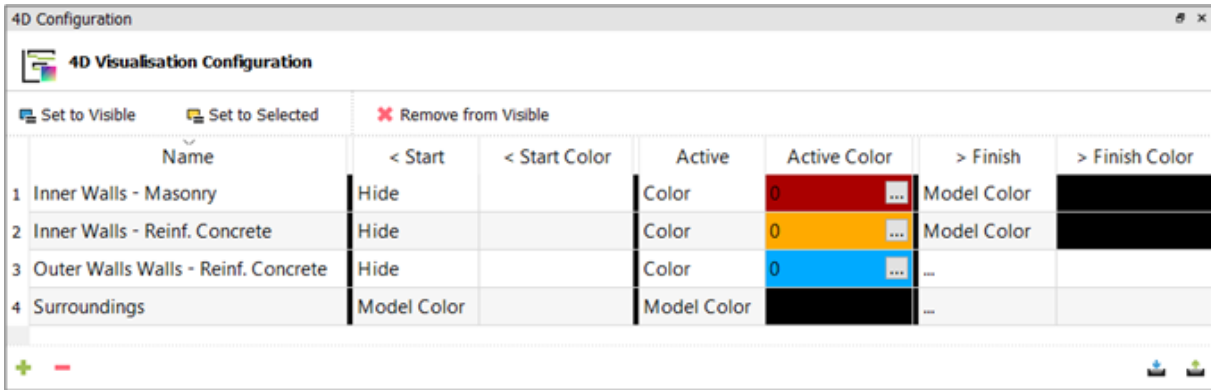 4D Configuration
4D Visualisation Configuration
Set to Visible Set to Selected Remove from Visible
Name < Start < Start Color Active Active Color > Finish > Finish Color
1 Inner Walls - Masonry Hide Color 0 ... Model Color
2 Inner Walls - Reinf. Concrete Hide Color 0 ... Model Color
3 Outer Walls Walls - Reinf. Concrete Hide Color 0 ... ...
4 Surroundings Model Color Model Color ...